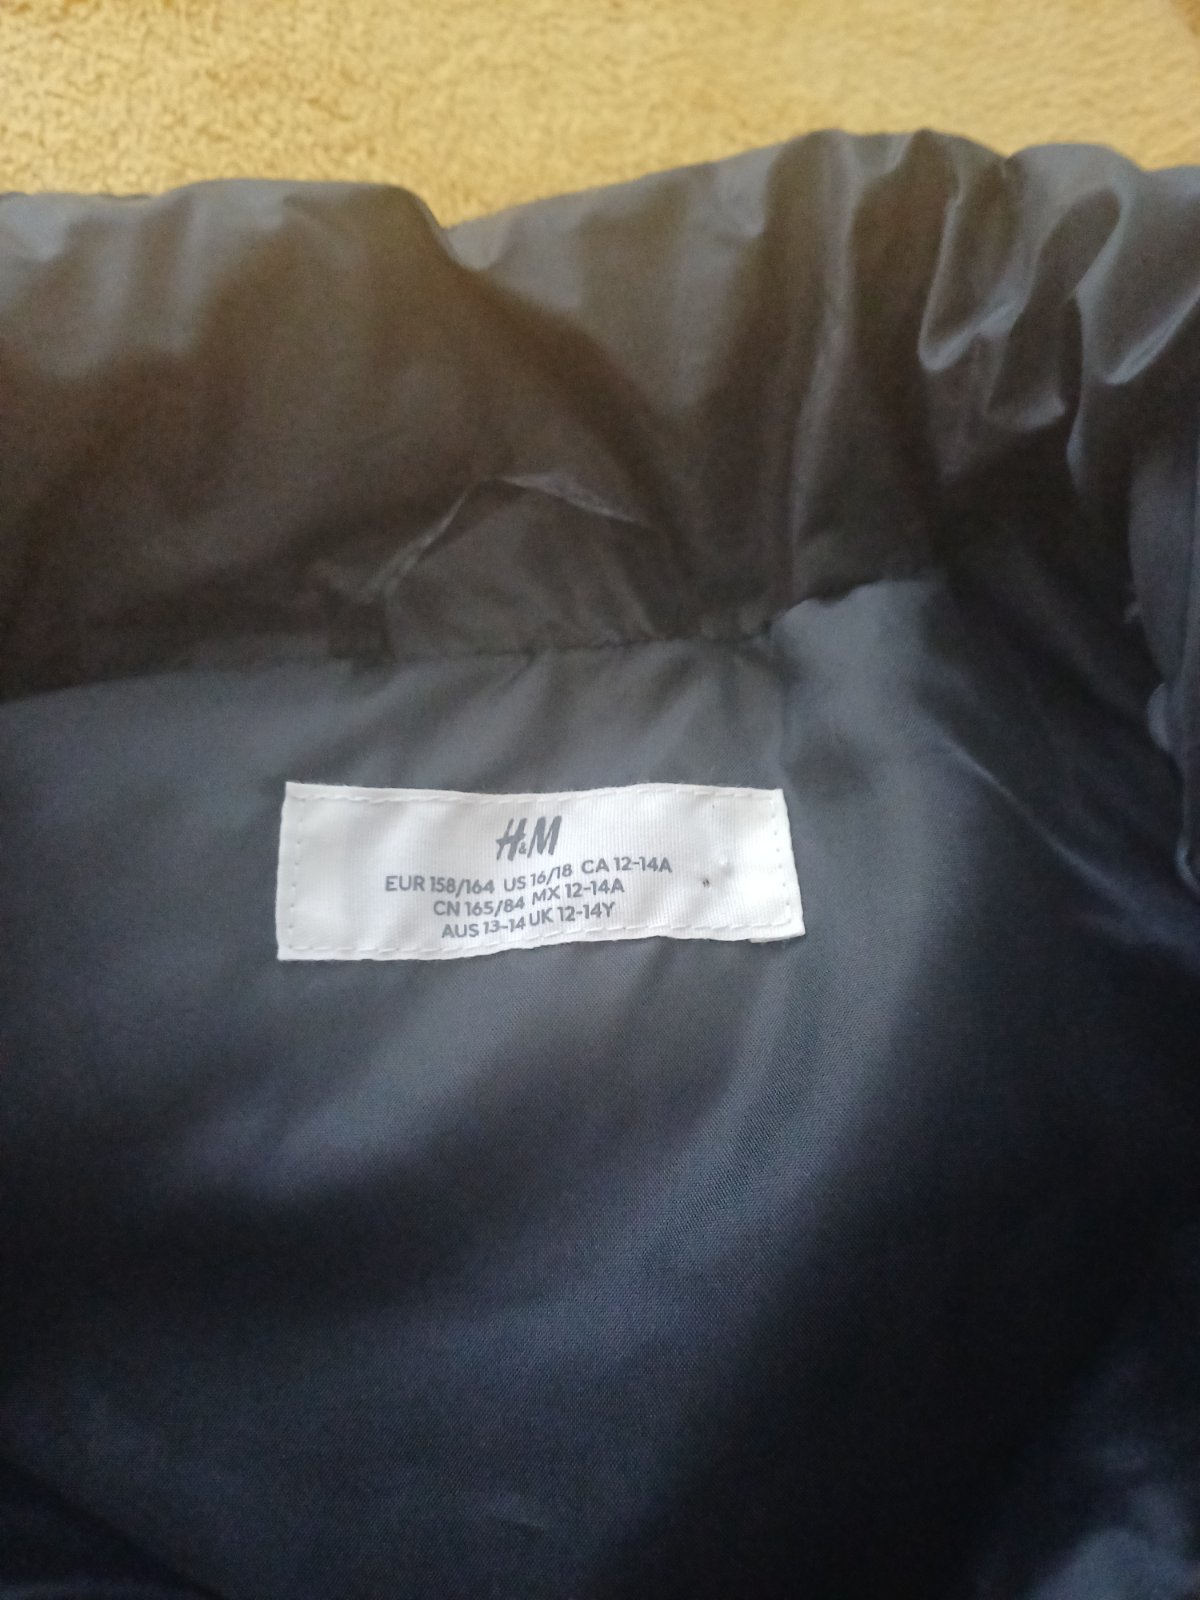 H&M
EUR 158/164 US 16/18 CA 12-14A
CN 165/84 MX 12-14A
AUS 13-14 UK 12-14Y